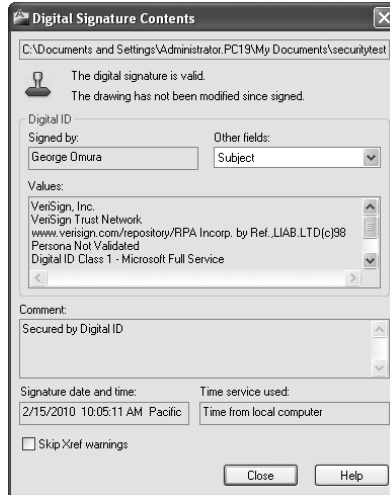 Digital Signature Contents
C:\Documents and Settings\Administrator.PC19\My Documents\securitytest
The digital signature is valid.
The drawing has not been modified since signed.
Digital ID
Signed by:
Other fields:
George Omura
Subject
Values:
VeriSign, Inc.
VeriSign Trust Network
www.verisign.com/repository/RPA Incorp. by Ref.,LIAB.LTD(c)98
Persona Not Validated
Digital ID Class 1 - Microsoft Full Service
Comment:
Secured by Digital ID
Signature date and time:
Time service used:
2/15/2010 10:05:11 AM Pacific
Time from local computer
Skip Xref warnings
Close
Help